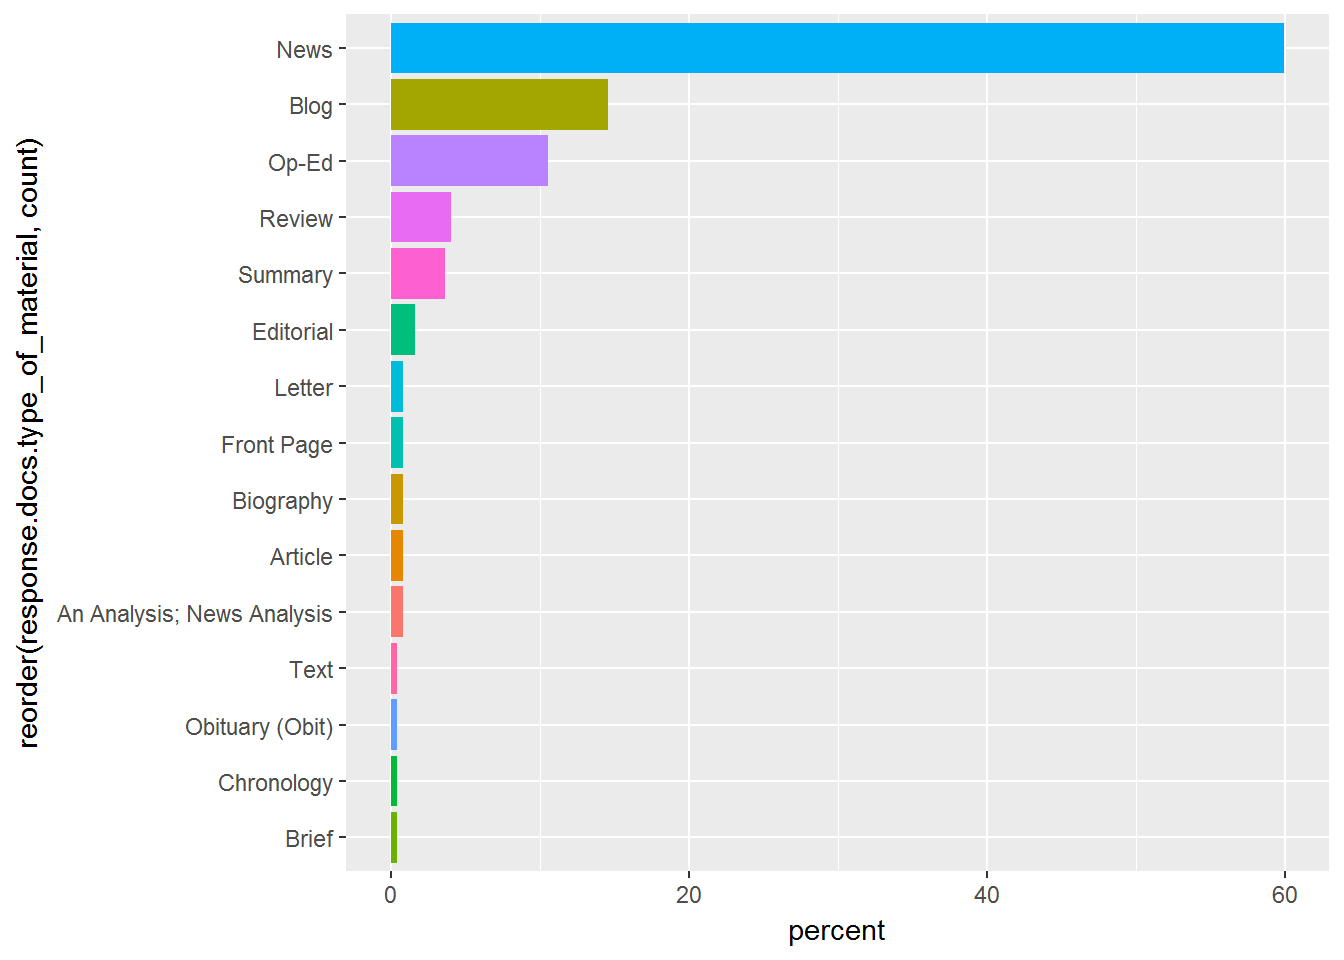 reorder(response.docs.type_of_material, count)
News
Blog
Op-Ed
Review
Summary
Editorial
Letter
Front Page
Biography
Article
An Analysis; News Analysis
Text
Obituary (Obit)
Chronology
Brief
0 20 40 60
percent